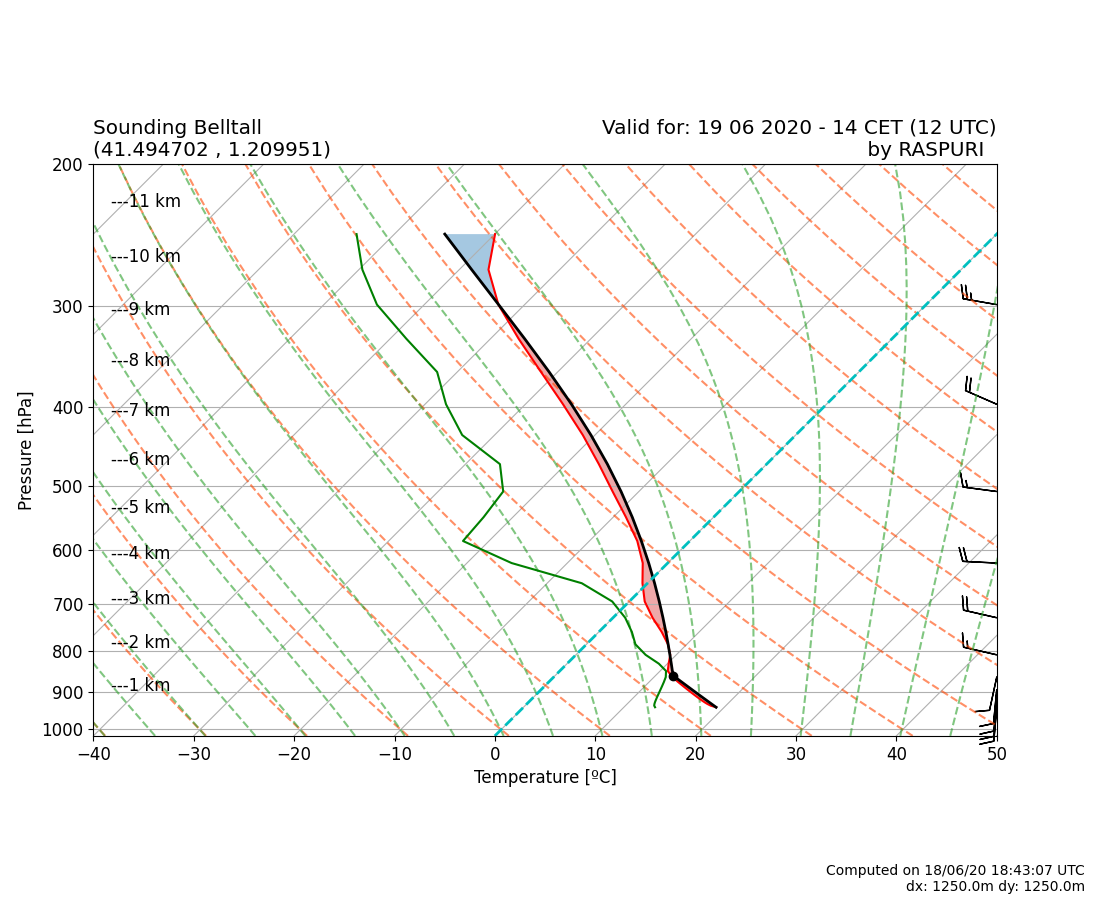 Sounding Belltall
(41.494702 , 1.209951)
Valid for: 19 06 2020 - 14 CET (12 UTC)
by RASPURI
200
300
400
500
600
700
800
900
1000
Pressure [hPa]
---11 km
---10 km
---9 km
---8 km
---7 km
---6 km
---5 km
---4 km
---3 km
---2 km
---1 km
−40 −30 −20 −10 0 10 20 30 40 50
Temperature [ºC]
Computed on 18/06/20 18:43:07 UTC
dx: 1250.0m dy: 1250.0m